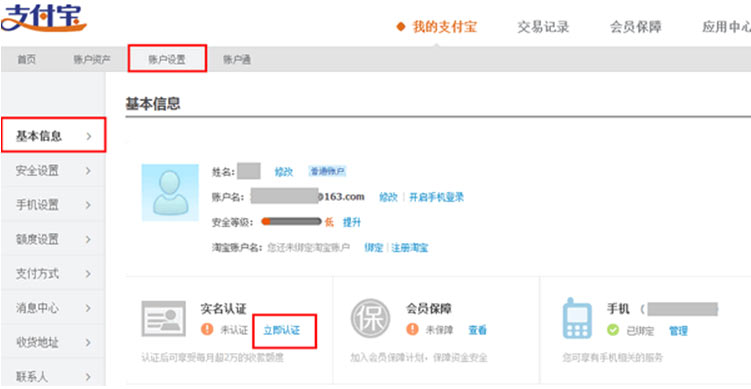 支付宝
我的支付宝 交易记录 会员保障 应用中心
首页 账户资产 账户设置 账户通
基本信息
基本信息
安全设置
手机设置
额度设置
支付方式
消息中心
收货地址
联系人
姓名： 修改 普通账户
账户名： @163.com 修改 | 开启手机登录
安全等级： 低 提升
淘宝账户名：您还未绑定淘宝账户 绑定 | 注册淘宝
实名认证
未认证 立即认证
认证后可享受每月超2万的收款额度
保
会员保障
未保障 查看
加入会员保障计划，保障资金安全
手机 (
已绑定 管理
您可享有手机相关的服务